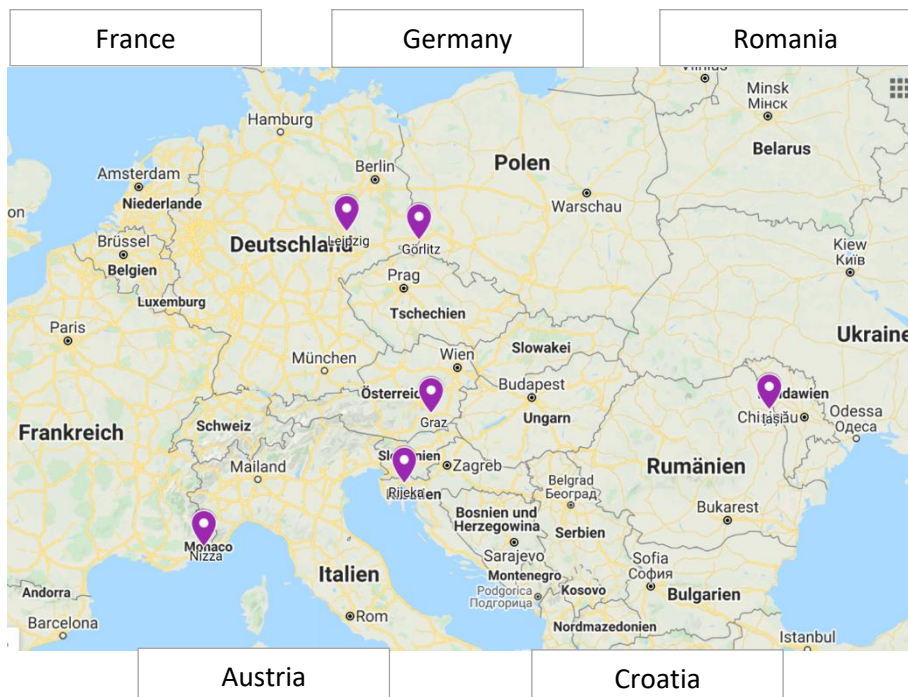 France
Germany
Romania
Vilnius
Minsk
Мінск
Hamburg
Belarus
Berlin
Polen
Amsterdam
Niederlande
Warschau
Leipzig
Görlitz
Deutschland
Brüssel
Belgien
Kiew
Київ
Prag
Luxemburg
Tschechien
Paris
Ukraine
Slowakei
München
Wien
Budapest
Österreich
Graz
Ungarn
Odessa
Одеса
Iași
Frankreich
Schweiz
Zagreb
Mailand
Rumänien
Rijeka
Belgrad
Београд
Bosnien und
Herzegowina
Bukarest
Serbien
Monaco
Nizza
Sarajevo
Sofia
София
Italien
Montenegro
Kosovo
Podgorica
Подгорица
Bulgarien
Andorra
Rom
Barcelona
Nordmazedonien
Istanbul
Austria
Croatia